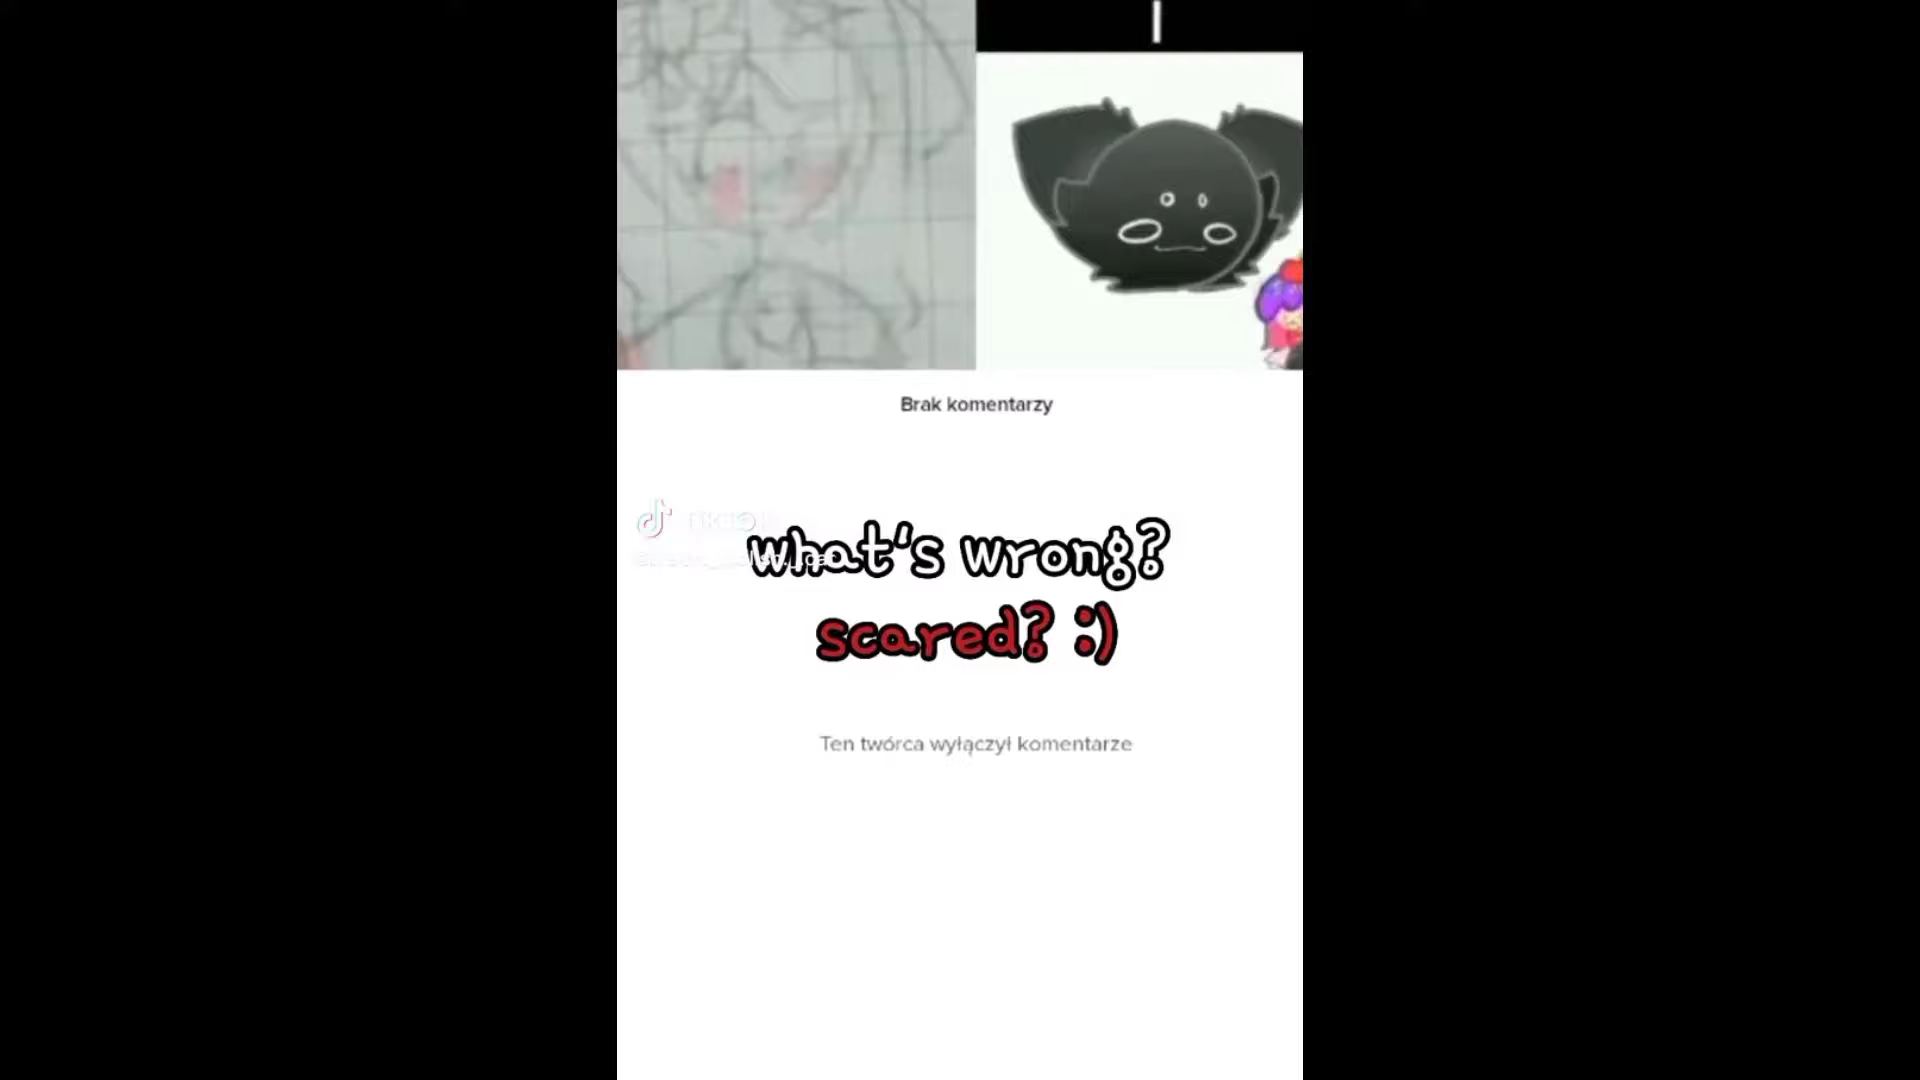 Brak komentarzy
what's wrong?
scared? :)
Ten twórca wyłączył komentarze